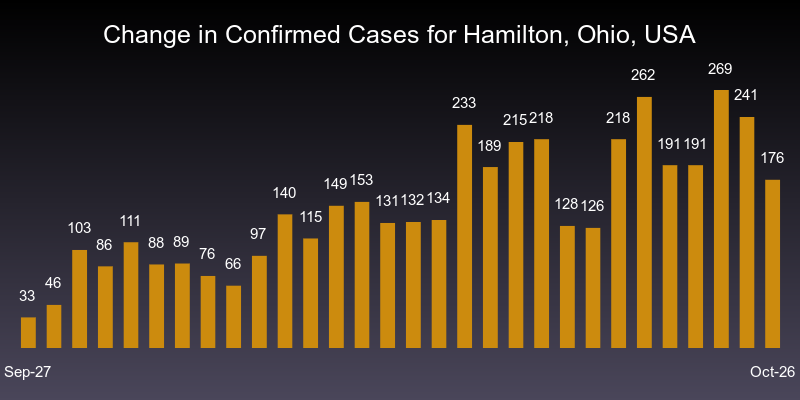 Change in Confirmed Cases for Hamilton, Ohio, USA
33 46 103 86 111 88 89 76 66 97 140 115 149 153 131 132 134 233 189 215 218 128 126 218 262 191 191 269 241 176
Sep-27 Oct-26